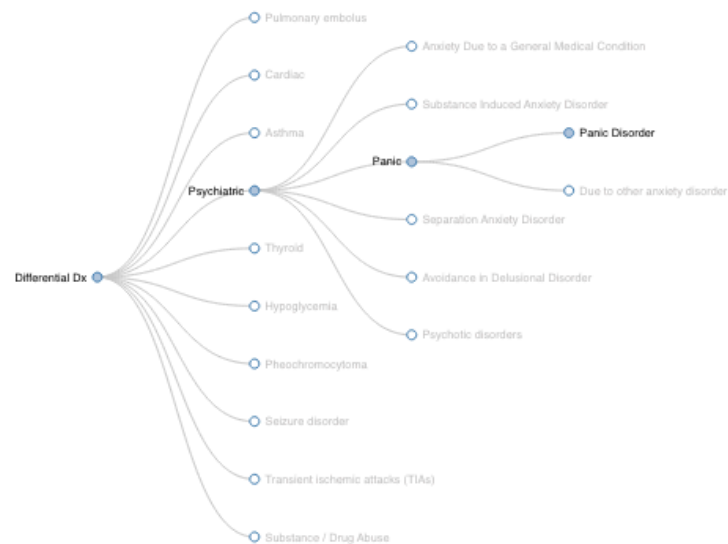 Pulmonary embolus
Anxiety Due to a General Medical Condition
Cardiac
Substance Induced Anxiety Disorder
Asthma
Panic Disorder
Panic
Psychiatric
Due to other anxiety disorder
Separation Anxiety Disorder
Thyroid
Differential Dx
Avoidance in Delusional Disorder
Hypoglycemia
Psychotic disorders
Pheochromocytoma
Seizure disorder
Transient ischemic attacks (TIAs)
Substance / Drug Abuse